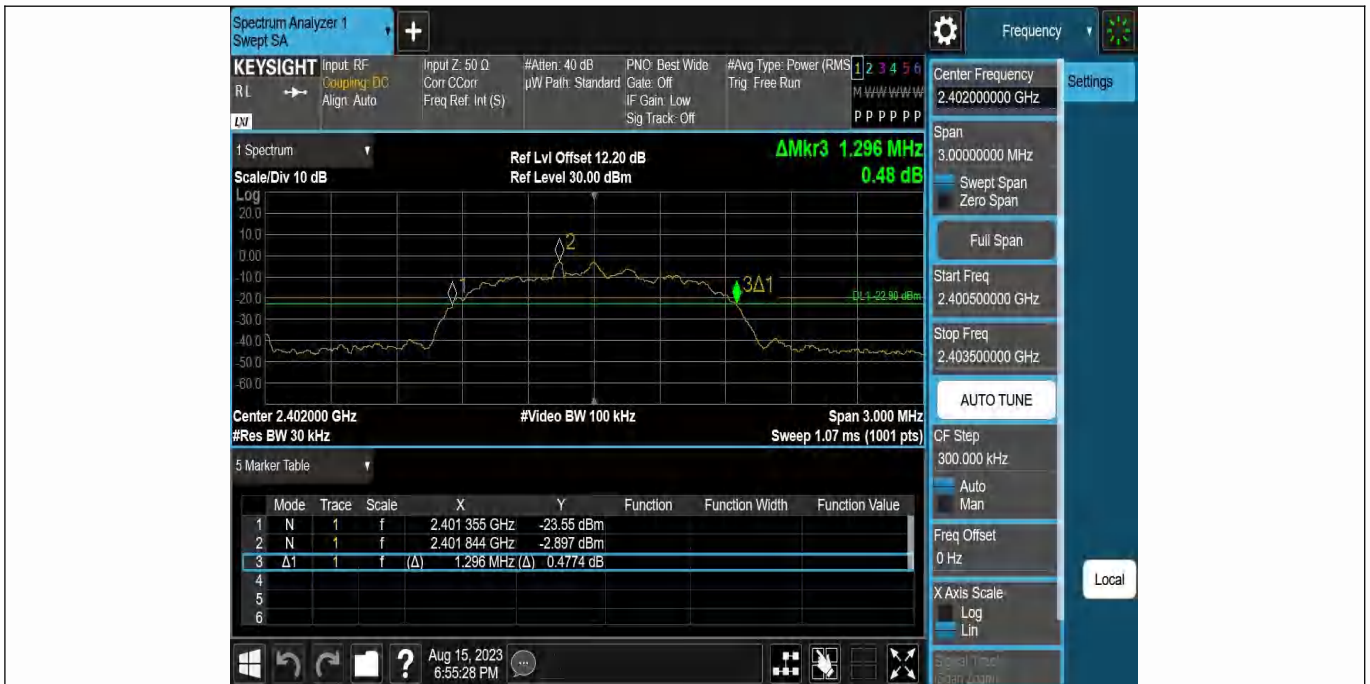 Spectrum Analyzer 1
Swept SA
+
Frequency
KEYSIGHT
RL
LXI
Input: RF
Coupling: DC
Align: Auto
Input Z: 50 Ω
Corr CCorr
Freq Ref: Int (S)
#Atten: 40 dB
µW Path: Standard
PNO: Best Wide
Gate: Off
IF Gain: Low
Sig Track: Off
#Avg Type: Power (RMS
Trig: Free Run
1 2 3 4 5 6
M W W W W W
P P P P P P
1 Spectrum
Scale/Div 10 dB
Ref Lvl Offset 12.20 dB
Ref Level 30.00 dBm
ΔMkr3 1.296 MHz
0.48 dB
Log
20.0
10.0
0.00
-10.0
-20.0
-30.0
-40.0
-50.0
-60.0
1
2
3Δ1
DL1 -22.90 dBm
Center 2.402000 GHz
#Video BW 100 kHz
Span 3.000 MHz
#Res BW 30 kHz
Sweep 1.07 ms (1001 pts)
5 Marker Table
Mode Trace Scale X Y Function Function Width Function Value
1 N 1 f 2.401 355 GHz -23.55 dBm
2 N 1 f 2.401 844 GHz -2.897 dBm
3 Δ1 1 f (Δ) 1.296 MHz (Δ) 0.4774 dB
4
5
6
?
Aug 15, 2023
6:55:28 PM
Center Frequency
2.402000000 GHz
Settings
Span
3.00000000 MHz
Swept Span
Zero Span
Full Span
Start Freq
2.400500000 GHz
Stop Freq
2.403500000 GHz
AUTO TUNE
CF Step
300.000 kHz
Auto
Man
Freq Offset
0 Hz
X Axis Scale
Log
Lin
Signal Track
(Span Zoom)
Local